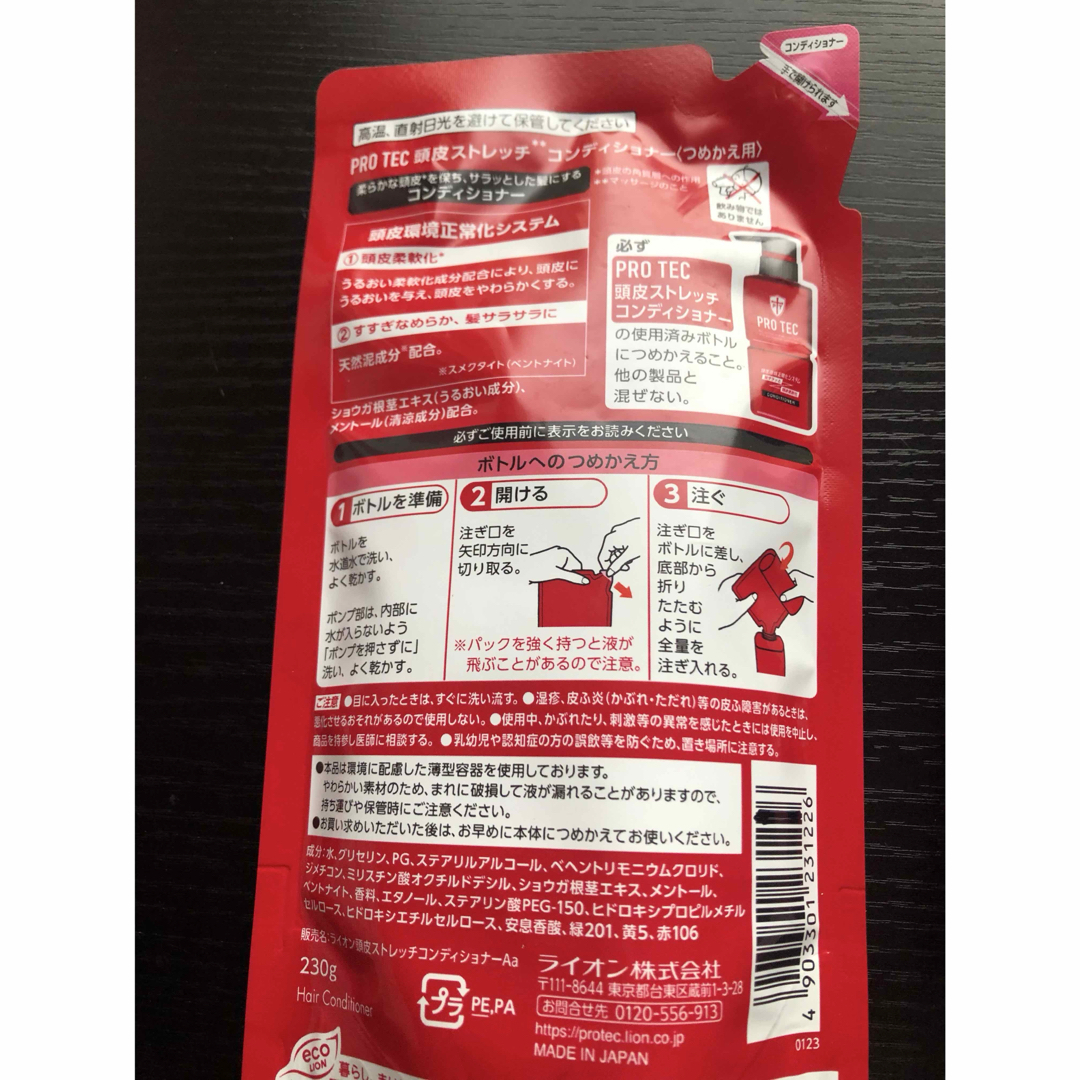 コンディショナー
手で開けられます
高温、直射日光を避けて保管してください
PRO TEC 頭皮ストレッチ**コンディショナー〈つめかえ用〉
柔らかな頭皮*を保ち、サラッとした髪にする
コンディショナー
*頭皮の角質層への作用
**マッサージのこと
飲み物では
ありません
頭皮環境正常化システム
①頭皮柔軟化*
うるおい柔軟化成分配合により、頭皮に
うるおいを与え、頭皮をやわらかくする。
②すすぎなめらか、髪サラサラに
天然泥成分※配合。
※スメクタイト(ベントナイト)
ショウガ根茎エキス(うるおい成分)、
メントール(清涼成分)配合。
必ず
PRO TEC
頭皮ストレッチ
コンディショナー
の使用済みボトル
につめかえること。
他の製品と
混ぜない。
PRO TEC
CONDITIONER
必ずご使用前に表示をお読みください
ボトルへのつめかえ方
1 ボトルを準備
ボトルを
水道水で洗い、
よく乾かす。
ポンプ部は、内部に
水が入らないよう
「ポンプを押さずに」
洗い、よく乾かす。
2 開ける
注ぎ口を
矢印方向に
切り取る。
※パックを強く持つと液が
飛ぶことがあるので注意。
3 注ぐ
注ぎ口を
ボトルに差し、
底部から
折り
たたむ
ように
全量を
注ぎ入れる。
ご注意 ●目に入ったときは、すぐに洗い流す。●湿疹、皮ふ炎(かぶれ・ただれ)等の皮ふ障害があるときは、
悪化させるおそれがあるので使用しない。●使用中、かぶれたり、刺激等の異常を感じたときには使用を中止し、
商品を持参し医師に相談する。●乳幼児や認知症の方の誤飲等を防ぐため、置き場所に注意する。
●本品は環境に配慮した薄型容器を使用しております。
やわらかい素材のため、まれに破損して液が漏れることがありますので、
持ち運びや保管時にご注意ください。
●お買い求めいただいた後は、お早めに本体につめかえてお使いください。
成分:水、グリセリン、PG、ステアリルアルコール、ベヘントリモニウムクロリド、
ジメチコン、ミリスチン酸オクチルドデシル、ショウガ根茎エキス、メントール、
ベントナイト、香料、エタノール、ステアリン酸PEG-150、ヒドロキシプロピルメチル
セルロース、ヒドロキシエチルセルロース、安息香酸、緑201、黄5、赤106
販売名:ライオン頭皮ストレッチコンディショナーAa
230g
Hair Conditioner
プラ PE,PA
ライオン株式会社
〒111-8644 東京都台東区蔵前1-3-28
お問合せ先 0120-556-913
https://protec.lion.co.jp
MADE IN JAPAN
4 903301 231226
0123
eco
LION